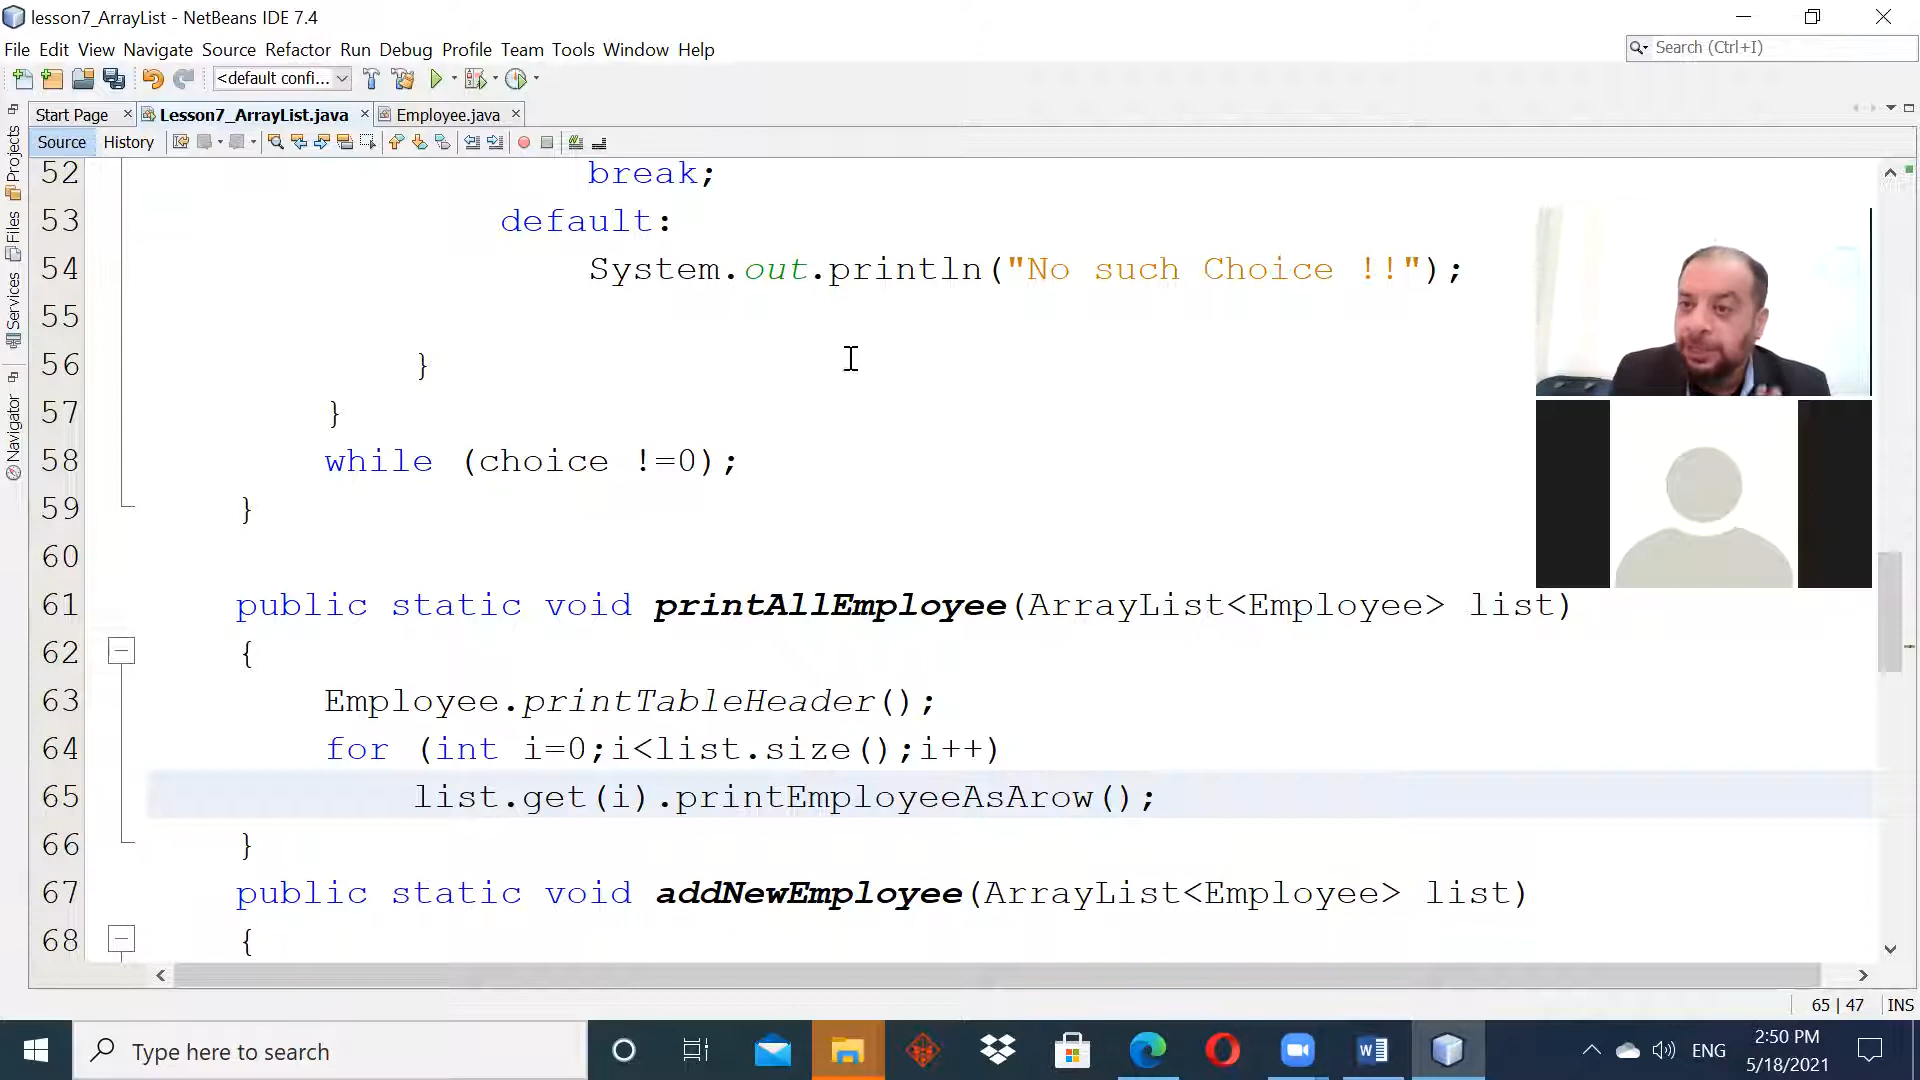 lesson7_ArrayList - NetBeans IDE 7.4
File Edit View Navigate Source Refactor Run Debug Profile Team Tools Window Help
Search (Ctrl+I)
<default confi...
Start Page Lesson7_ArrayList.java Employee.java
Source History
Projects
Files
Services
Navigator
52 break;
53 default:
54 System.out.println("No such Choice !!");
55
56 }
57 }
58 while (choice !=0);
59 }
60
61 public static void printAllEmployee(ArrayList<Employee> list)
62 {
63 Employee.printTableHeader();
64 for (int i=0;i<list.size();i++)
65 list.get(i).printEmployeeAsArow();
66 }
67 public static void addNewEmployee(ArrayList<Employee> list)
68 {
65 | 47 INS
Type here to search
ENG
2:50 PM
5/18/2021